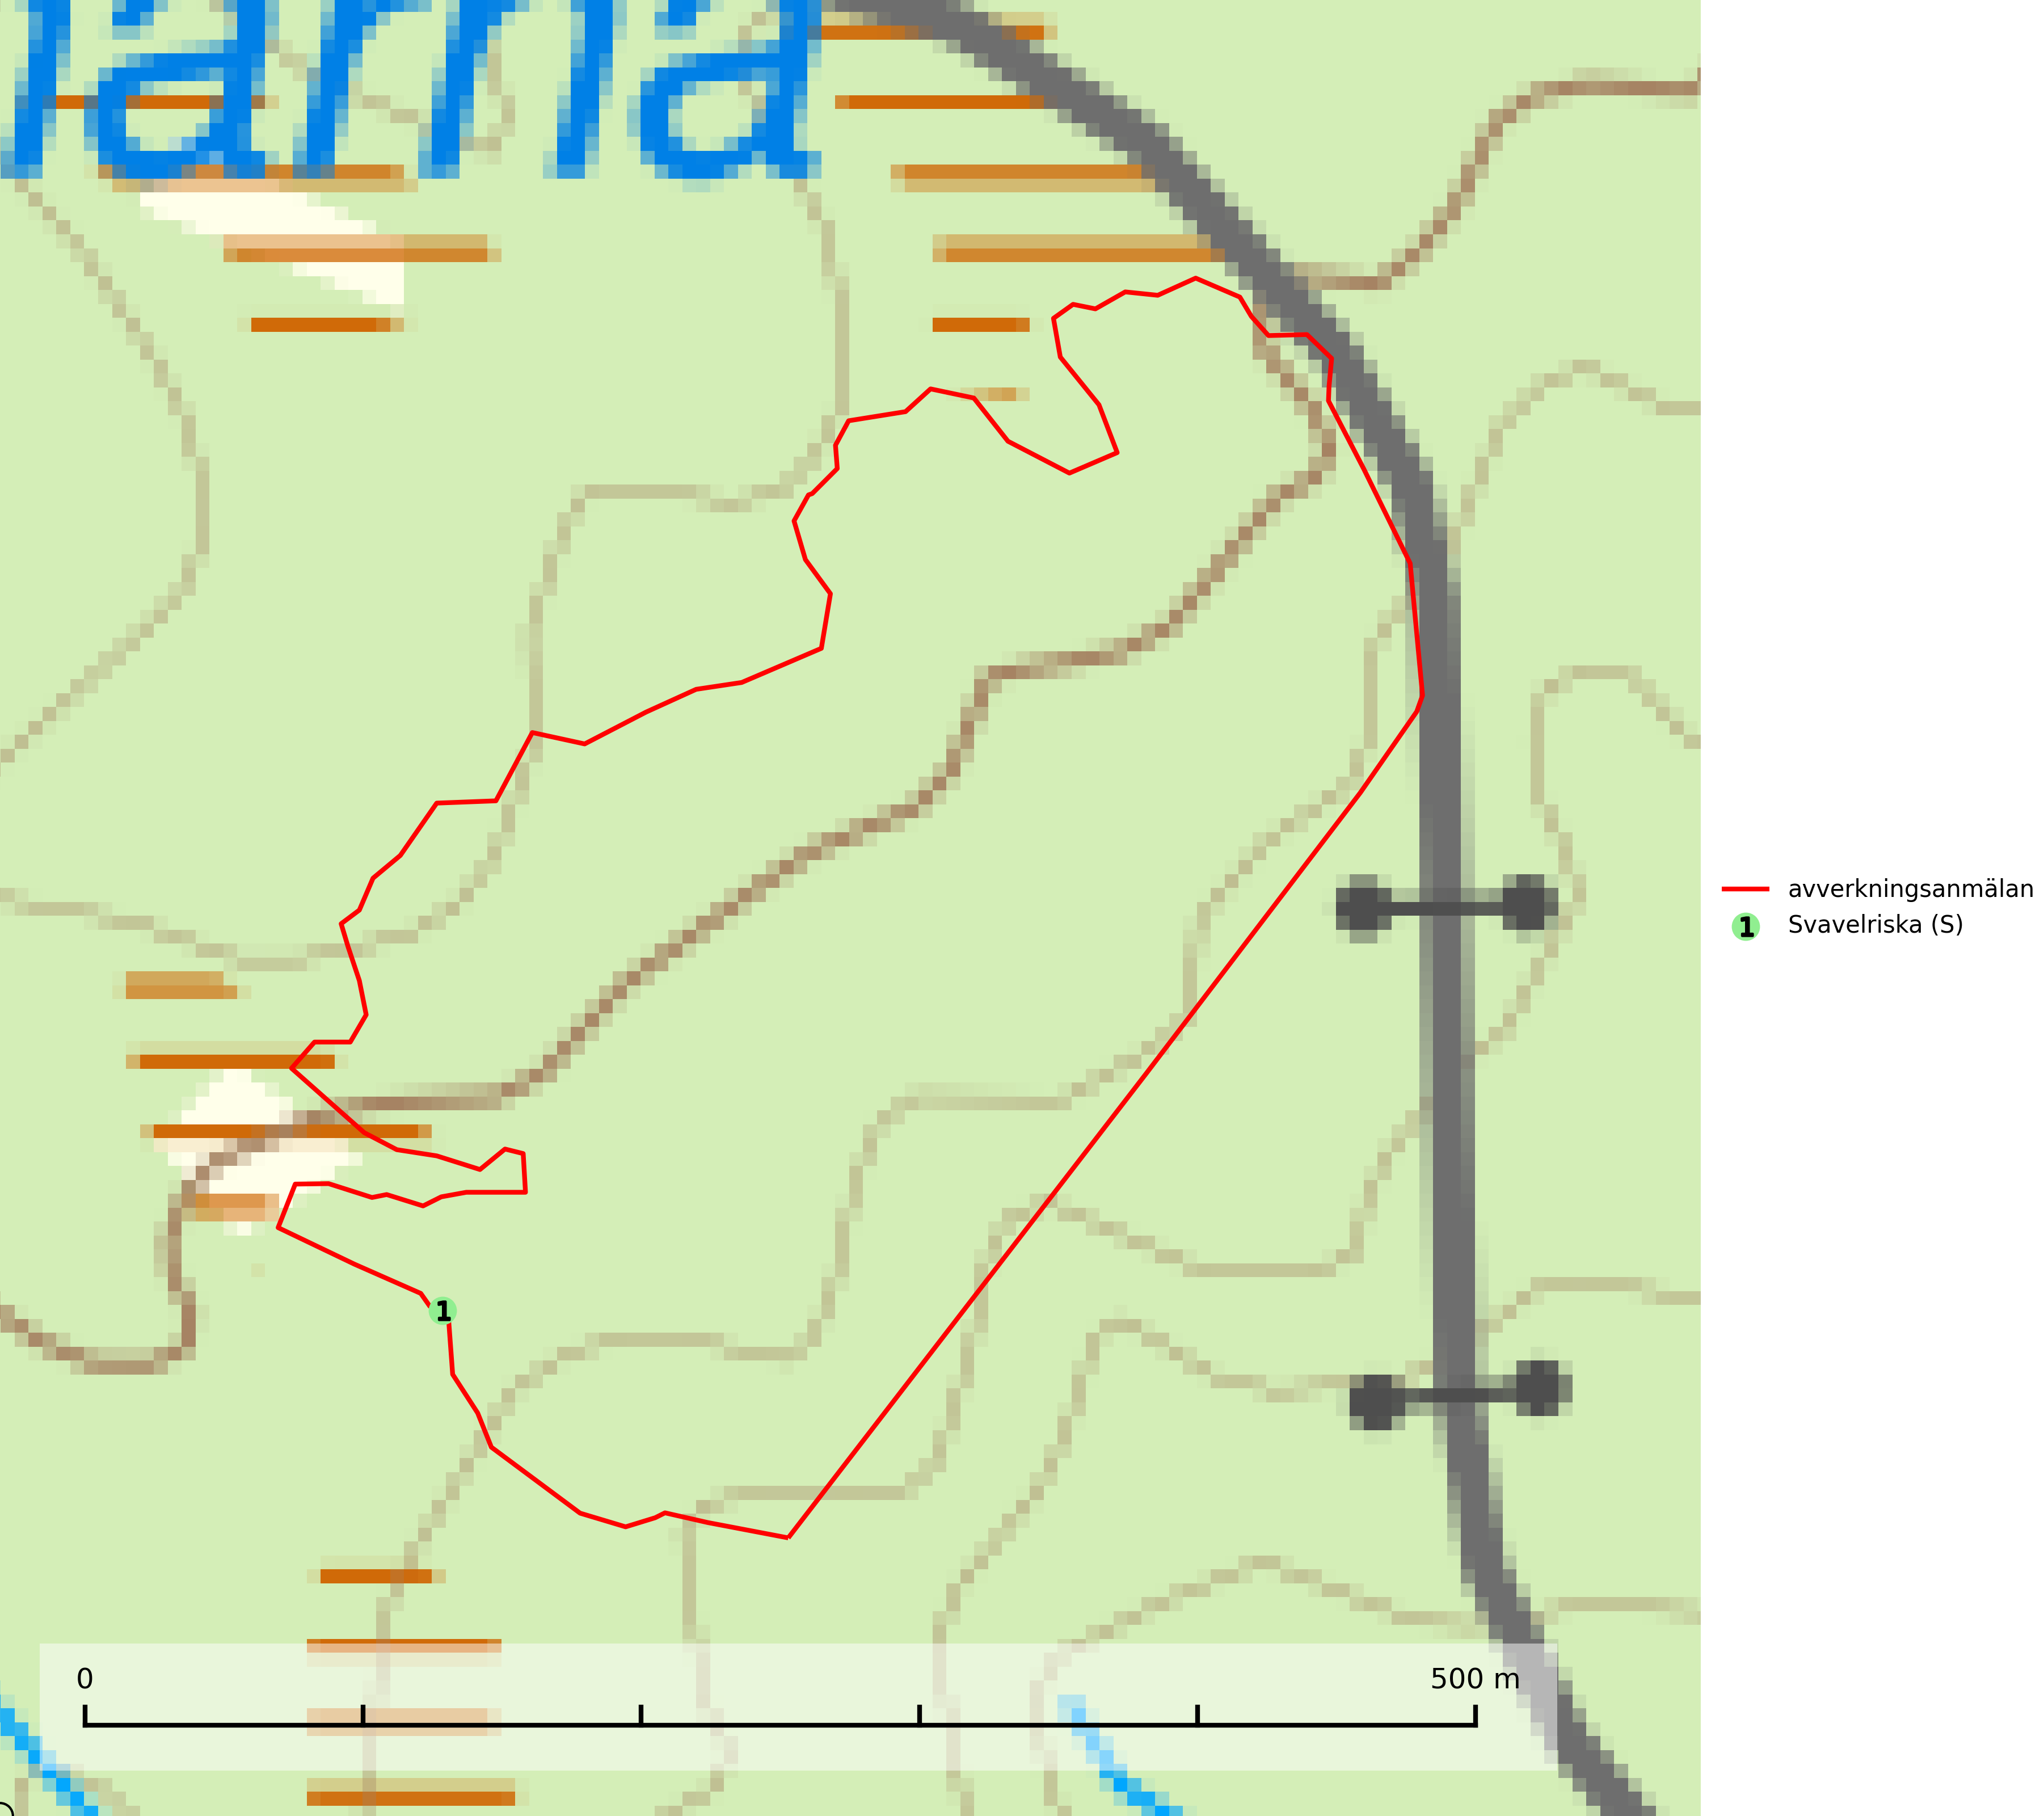 1
0
500 m
avverkningsanmälan
1 Svavelriska (S)